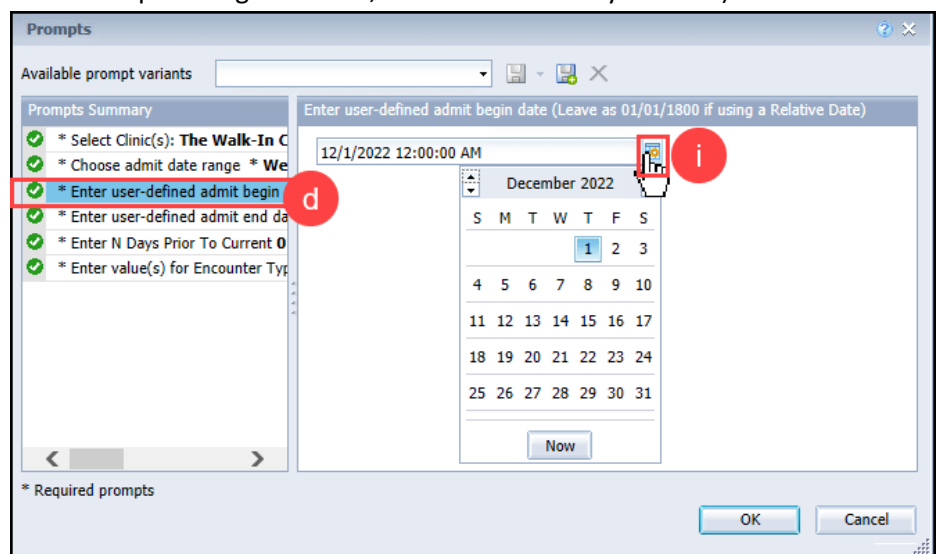 Prompts
Available prompt variants
Prompts Summary
* Select Clinic(s): The Walk-In C
* Choose admit date range * We
* Enter user-defined admit begin
* Enter user-defined admit end da
* Enter N Days Prior To Current 0
* Enter value(s) for Encounter Typ
d
Enter user-defined admit begin date (Leave as 01/01/1800 if using a Relative Date)
12/1/2022 12:00:00 AM
i
December 2022
S M T W T F S
1 2 3
4 5 6 7 8 9 10
11 12 13 14 15 16 17
18 19 20 21 22 23 24
25 26 27 28 29 30 31
Now
* Required prompts
OK Cancel